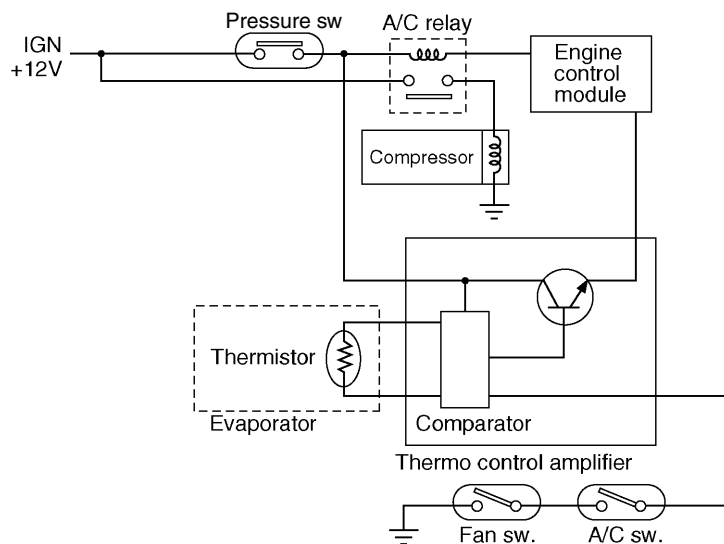 Pressure sw
A/C relay
IGN
+12V
Engine
control
module
Compressor
Thermistor
Evaporator
Comparator
Thermo control amplifier
Fan sw.
A/C sw.